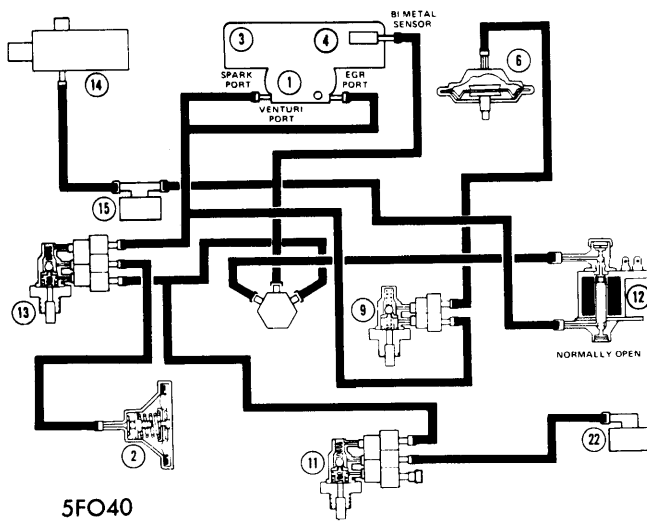 BI METAL
SENSOR
3
4
6
SPARK
PORT
1
EGR
PORT
VENTURI
PORT
14
15
13
9
12
NORMALLY OPEN
2
11
22
5FO40